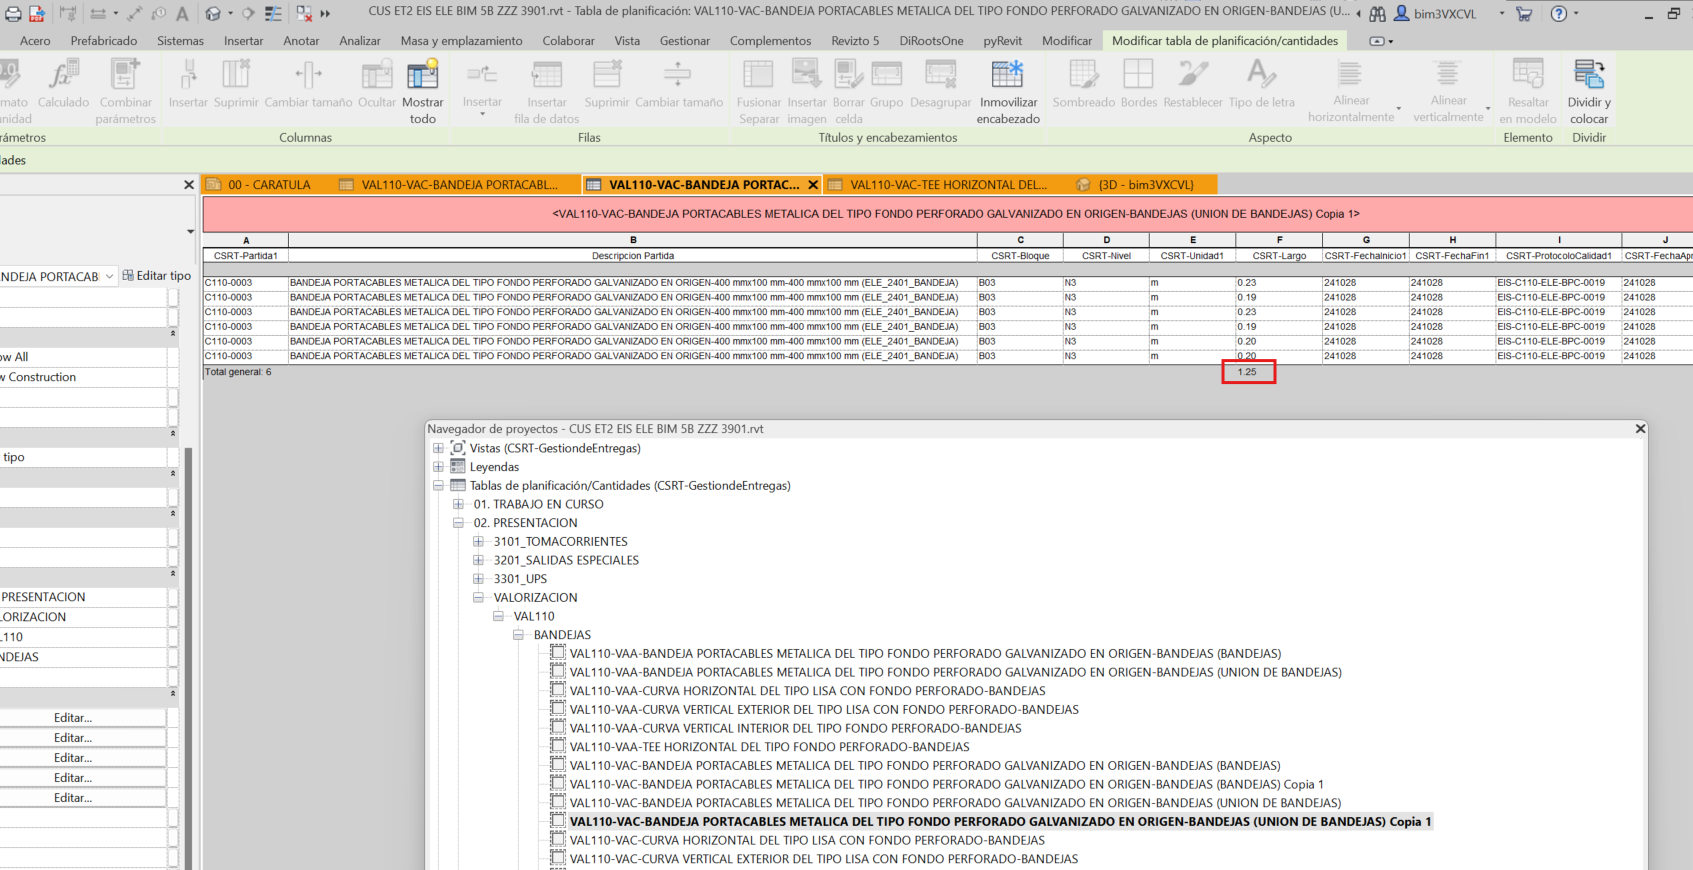 CUS ET2 EIS ELE BIM 5B ZZZ 3901.rvt - Tabla de planificación: VAL110-VAC-BANDEJA PORTACABLES METALICA DEL TIPO FONDO PERFORADO GALVANIZADO EN ORIGEN-BANDEJAS (U... bim3VXCVL
Acero Prefabricado Sistemas Insertar Anotar Analizar Masa y emplazamiento Colaborar Vista Gestionar Complementos Revizto 5 DiRootsOne pyRevit Modificar Modificar tabla de planificación/cantidades
mato Calculado Combinar Insertar Suprimir Cambiar tamaño Ocultar Mostrar Insertar Insertar Suprimir Cambiar tamaño Fusionar Insertar Borrar Grupo Desagrupar Inmovilizar Sombreado Bordes Restablecer Tipo de letra Alinear Alinear Resaltar Dividir y
nidad parámetros todo fila de datos Separar imagen celda encabezado horizontalmente verticalmente en modelo colocar
rámetros Columnas Filas Títulos y encabezamientos Aspecto Elemento Dividir
dades
00 - CARATULA VAL110-VAC-BANDEJA PORTACABL... VAL110-VAC-BANDEJA PORTAC... VAL110-VAC-TEE HORIZONTAL DEL... {3D - bim3VXCVL}
<VAL110-VAC-BANDEJA PORTACABLES METALICA DEL TIPO FONDO PERFORADO GALVANIZADO EN ORIGEN-BANDEJAS (UNION DE BANDEJAS) Copia 1>
A B C D E F G H I J
CSRT-Partida1 Descripcion Partida CSRT-Bloque CSRT-Nivel CSRT-Unidad1 CSRT-Largo CSRT-FechaInicio1 CSRT-FechaFin1 CSRT-ProtocoloCalidad1 CSRT-FechaApr
C110-0003 BANDEJA PORTACABLES METALICA DEL TIPO FONDO PERFORADO GALVANIZADO EN ORIGEN-400 mmx100 mm-400 mmx100 mm (ELE_2401_BANDEJA) B03 N3 m 0.23 241028 241028 EIS-C110-ELE-BPC-0019 241028
C110-0003 BANDEJA PORTACABLES METALICA DEL TIPO FONDO PERFORADO GALVANIZADO EN ORIGEN-400 mmx100 mm-400 mmx100 mm (ELE_2401_BANDEJA) B03 N3 m 0.19 241028 241028 EIS-C110-ELE-BPC-0019 241028
C110-0003 BANDEJA PORTACABLES METALICA DEL TIPO FONDO PERFORADO GALVANIZADO EN ORIGEN-400 mmx100 mm-400 mmx100 mm (ELE_2401_BANDEJA) B03 N3 m 0.23 241028 241028 EIS-C110-ELE-BPC-0019 241028
C110-0003 BANDEJA PORTACABLES METALICA DEL TIPO FONDO PERFORADO GALVANIZADO EN ORIGEN-400 mmx100 mm-400 mmx100 mm (ELE_2401_BANDEJA) B03 N3 m 0.19 241028 241028 EIS-C110-ELE-BPC-0019 241028
C110-0003 BANDEJA PORTACABLES METALICA DEL TIPO FONDO PERFORADO GALVANIZADO EN ORIGEN-400 mmx100 mm-400 mmx100 mm (ELE_2401_BANDEJA) B03 N3 m 0.20 241028 241028 EIS-C110-ELE-BPC-0019 241028
C110-0003 BANDEJA PORTACABLES METALICA DEL TIPO FONDO PERFORADO GALVANIZADO EN ORIGEN-400 mmx100 mm-400 mmx100 mm (ELE_2401_BANDEJA) B03 N3 m 0.20 241028 241028 EIS-C110-ELE-BPC-0019 241028
Total general: 6 1.25
ANDEJA PORTACAB Editar tipo
ow All
w Construction
tipo
PRESENTACION
LORIZACION
L110
NDEJAS
Editar...
Editar...
Editar...
Editar...
Editar...
Navegador de proyectos - CUS ET2 EIS ELE BIM 5B ZZZ 3901.rvt
Vistas (CSRT-GestiondeEntregas)
Leyendas
Tablas de planificación/Cantidades (CSRT-GestiondeEntregas)
01. TRABAJO EN CURSO
02. PRESENTACION
3101_TOMACORRIENTES
3201_SALIDAS ESPECIALES
3301_UPS
VALORIZACION
VAL110
BANDEJAS
VAL110-VAA-BANDEJA PORTACABLES METALICA DEL TIPO FONDO PERFORADO GALVANIZADO EN ORIGEN-BANDEJAS (BANDEJAS)
VAL110-VAA-BANDEJA PORTACABLES METALICA DEL TIPO FONDO PERFORADO GALVANIZADO EN ORIGEN-BANDEJAS (UNION DE BANDEJAS)
VAL110-VAA-CURVA HORIZONTAL DEL TIPO LISA CON FONDO PERFORADO-BANDEJAS
VAL110-VAA-CURVA VERTICAL EXTERIOR DEL TIPO LISA CON FONDO PERFORADO-BANDEJAS
VAL110-VAA-CURVA VERTICAL INTERIOR DEL TIPO FONDO PERFORADO-BANDEJAS
VAL110-VAA-TEE HORIZONTAL DEL TIPO FONDO PERFORADO-BANDEJAS
VAL110-VAC-BANDEJA PORTACABLES METALICA DEL TIPO FONDO PERFORADO GALVANIZADO EN ORIGEN-BANDEJAS (BANDEJAS)
VAL110-VAC-BANDEJA PORTACABLES METALICA DEL TIPO FONDO PERFORADO GALVANIZADO EN ORIGEN-BANDEJAS (BANDEJAS) Copia 1
VAL110-VAC-BANDEJA PORTACABLES METALICA DEL TIPO FONDO PERFORADO GALVANIZADO EN ORIGEN-BANDEJAS (UNION DE BANDEJAS)
VAL110-VAC-BANDEJA PORTACABLES METALICA DEL TIPO FONDO PERFORADO GALVANIZADO EN ORIGEN-BANDEJAS (UNION DE BANDEJAS) Copia 1
VAL110-VAC-CURVA HORIZONTAL DEL TIPO LISA CON FONDO PERFORADO-BANDEJAS
VAL110-VAC-CURVA VERTICAL EXTERIOR DEL TIPO LISA CON FONDO PERFORADO-BANDEJAS